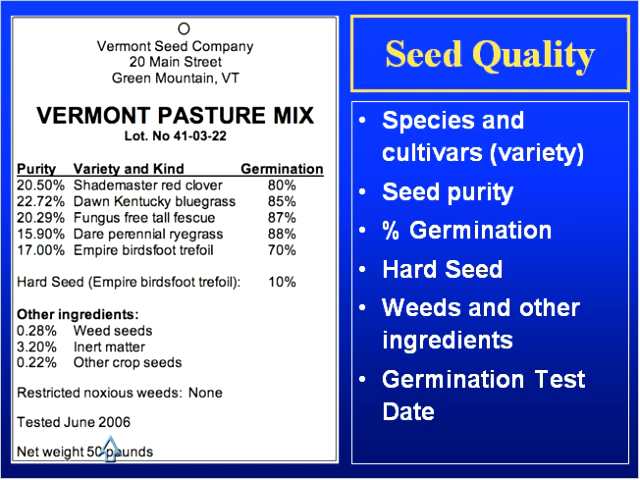 Vermont Seed Company
20 Main Street
Green Mountain, VT
VERMONT PASTURE MIX
Lot. No 41-03-22
Purity Variety and Kind Germination
20.50% Shademaster red clover 80%
22.72% Dawn Kentucky bluegrass 85%
20.29% Fungus free tall fescue 87%
15.90% Dare perennial ryegrass 88%
17.00% Empire birdsfoot trefoil 70%
Hard Seed (Empire birdsfoot trefoil): 10%
Other ingredients:
0.28% Weed seeds
3.20% Inert matter
0.22% Other crop seeds
Restricted noxious weeds: None
Tested June 2006
Net weight 50 pounds
Seed Quality
• Species and
cultivars (variety)
• Seed purity
• % Germination
• Hard Seed
• Weeds and other
ingredients
• Germination Test
Date